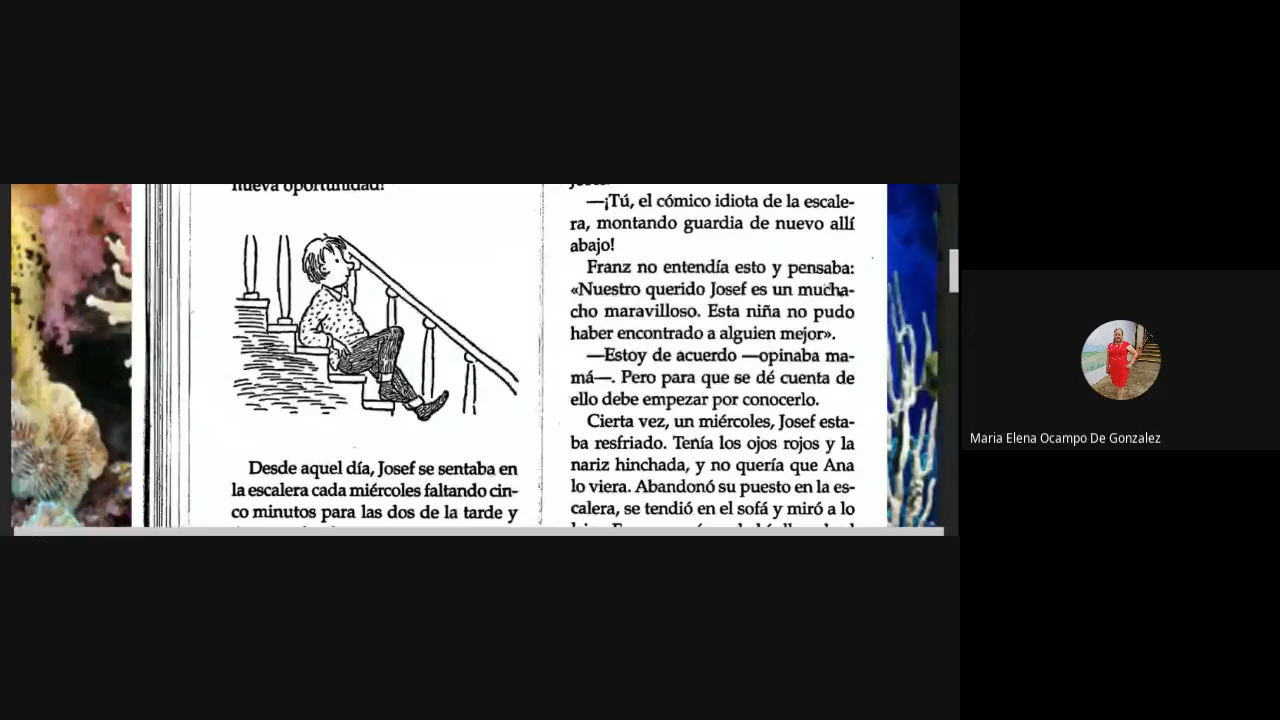 nueva oportunidad!
Desde aquel día, Josef se sentaba en
la escalera cada miércoles faltando cin-
co minutos para las dos de la tarde y
—¡Tú, el cómico idiota de la escale-
ra, montando guardia de nuevo allí
abajo!
Franz no entendía esto y pensaba:
«Nuestro querido Josef es un mucha-
cho maravilloso. Esta niña no pudo
haber encontrado a alguien mejor».
—Estoy de acuerdo —opinaba ma-
má—. Pero para que se dé cuenta de
ello debe empezar por conocerlo.
Cierta vez, un miércoles, Josef esta-
ba resfriado. Tenía los ojos rojos y la
nariz hinchada, y no quería que Ana
lo viera. Abandonó su puesto en la es-
calera, se tendió en el sofá y miró a lo
Maria Elena Ocampo De Gonzalez